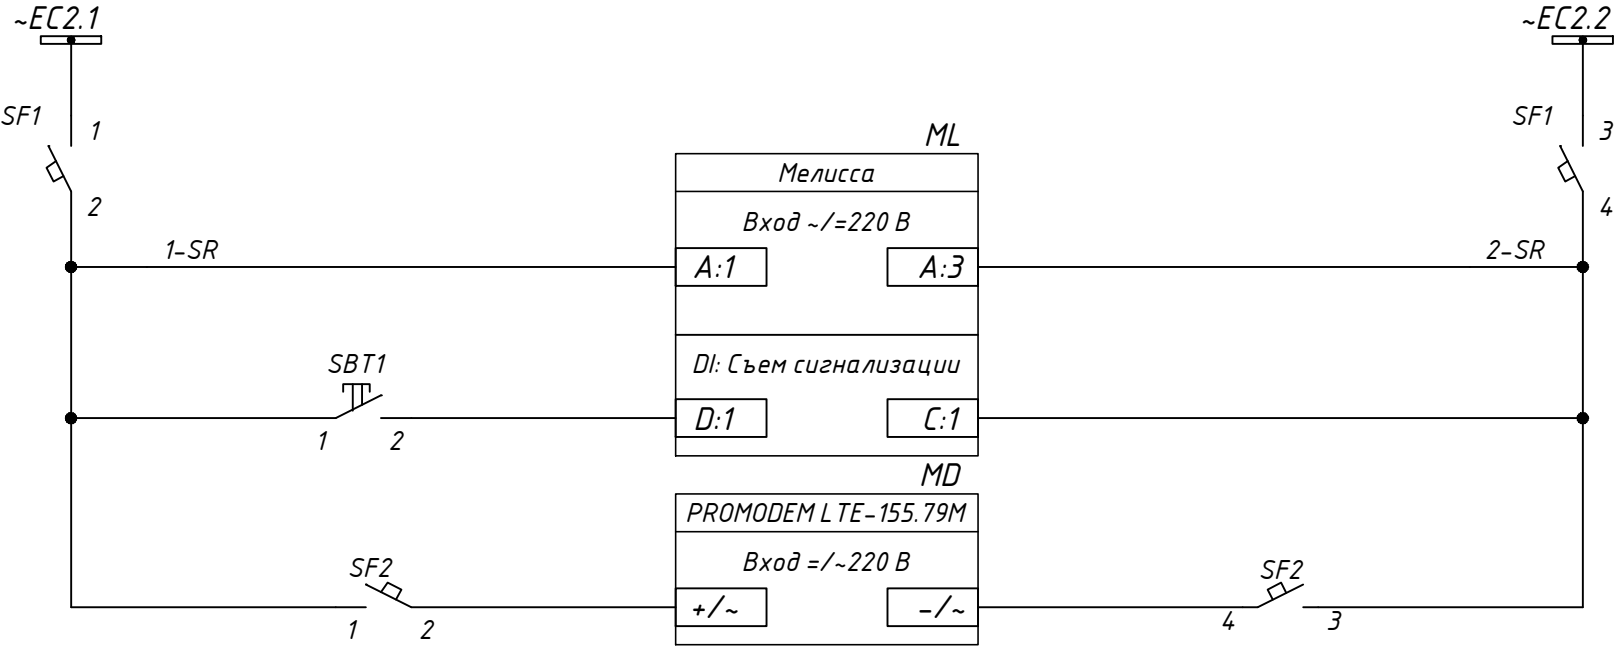 ~EC2.1
~EC2.2
SF1
1
2
SF1
3
4
ML
Мелисса
Вход ~/=220 В
1-SR
A:1
A:3
2-SR
SBT1
1
2
DI: Съем сигнализации
D:1
C:1
MD
PROMODEM LTE-155.79M
Вход =/~220 В
SF2
1
2
+/~
-/~
SF2
4
3